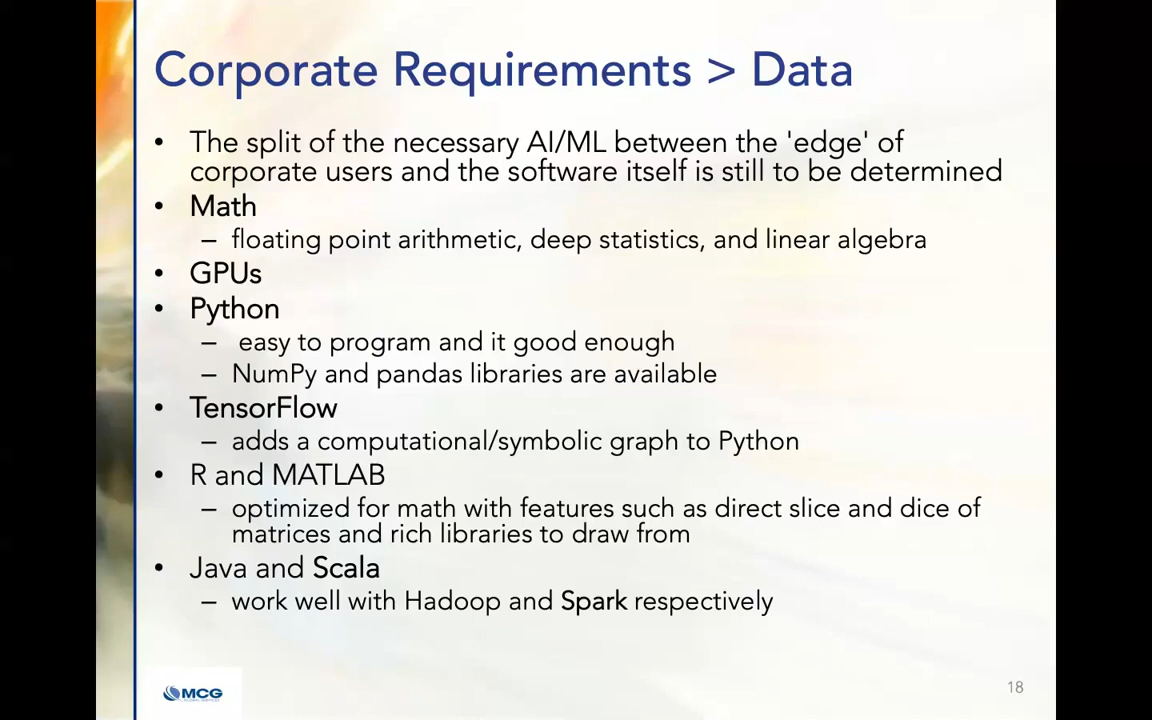 Corporate Requirements > Data
• The split of the necessary AI/ML between the 'edge' of
corporate users and the software itself is still to be determined
• Math
– floating point arithmetic, deep statistics, and linear algebra
• GPUs
• Python
– easy to program and it good enough
– NumPy and pandas libraries are available
• TensorFlow
– adds a computational/symbolic graph to Python
• R and MATLAB
– optimized for math with features such as direct slice and dice of
matrices and rich libraries to draw from
• Java and Scala
– work well with Hadoop and Spark respectively
MCG
18